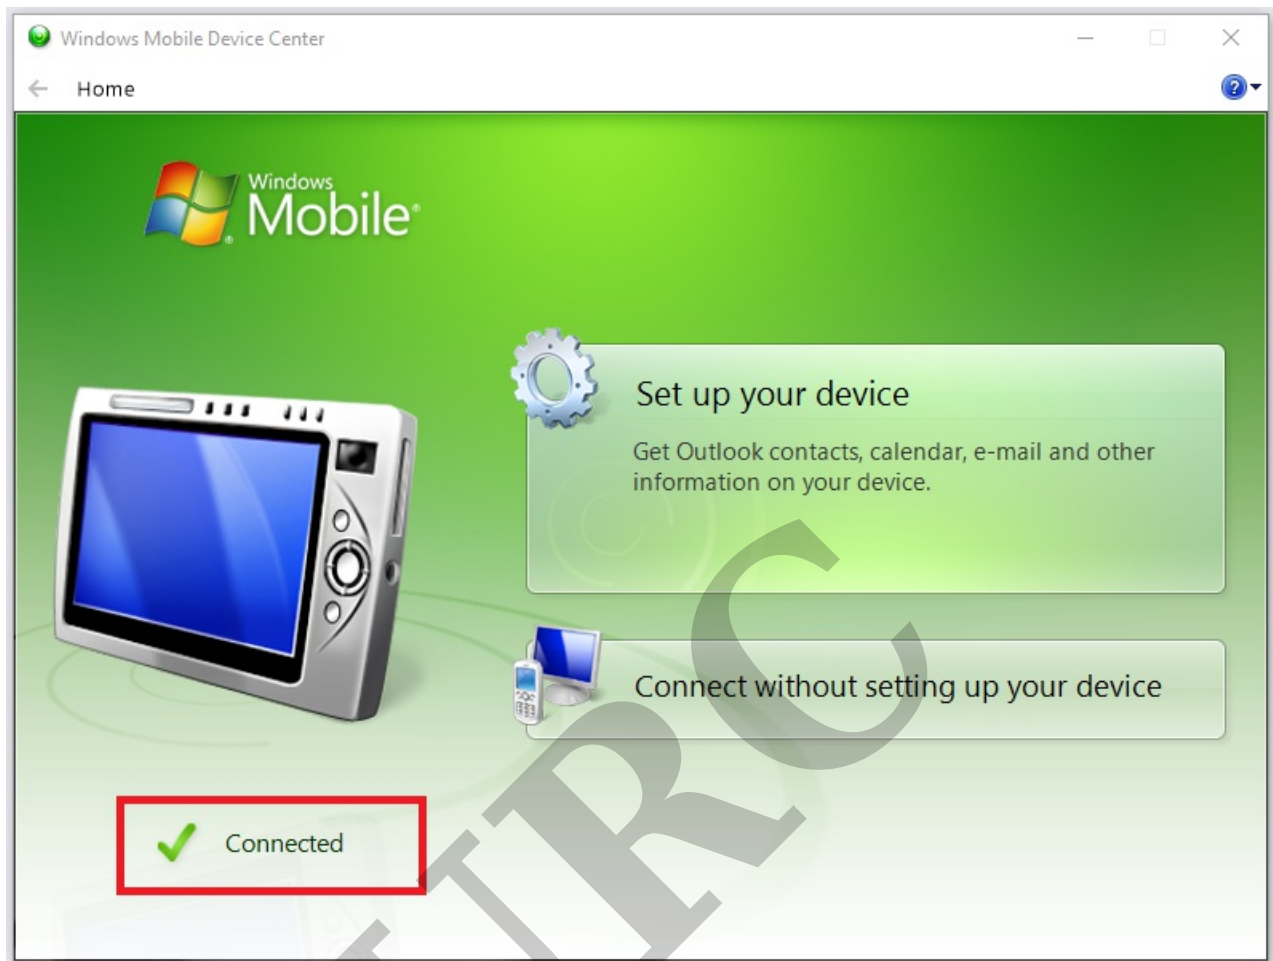 Windows Mobile Device Center
Home
Windows
Mobile®
Set up your device
Get Outlook contacts, calendar, e-mail and other
information on your device.
Connect without setting up your device
Connected